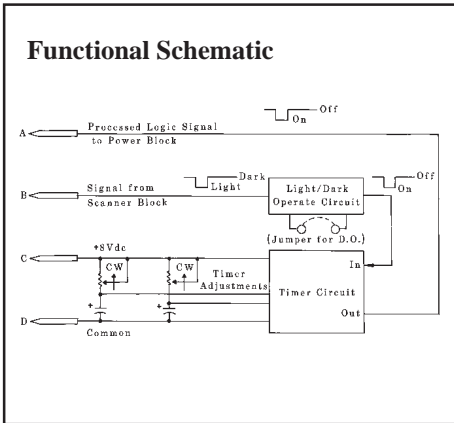 Functional Schematic
Off
On
A
Processed Logic Signal
to Power Block
Dark
Light
Off
On
B
Signal from
Scanner Block
Light/Dark
Operate Circuit
(Jumper for D.O.)
+8Vdc
C
CW
CW
Timer
Adjustments
In
Timer Circuit
+
+
Out
D
Common